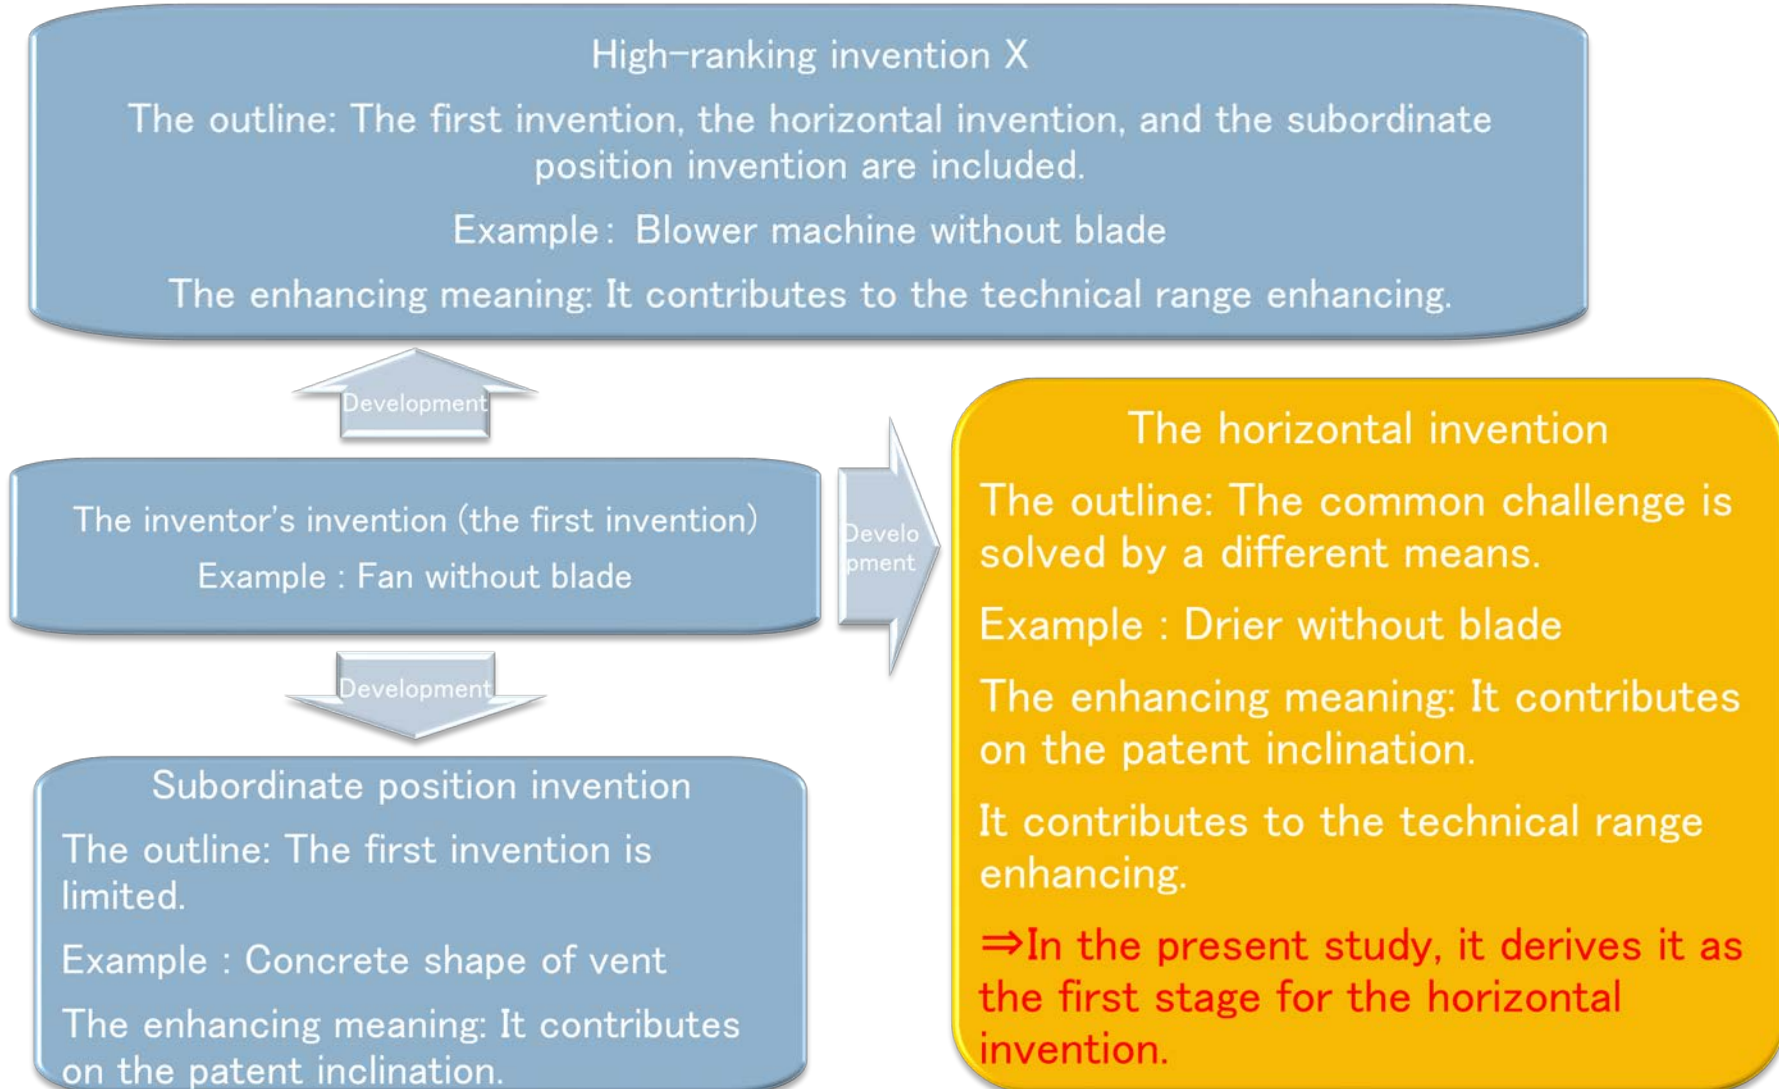 High-ranking invention X
The outline: The first invention, the horizontal invention, and the subordinate
position invention are included.
Example : Blower machine without blade
The enhancing meaning: It contributes to the technical range enhancing.
Development
The inventor's invention (the first invention)
Example : Fan without blade
Develo
pment
Development
Subordinate position invention
The outline: The first invention is
limited.
Example : Concrete shape of vent
The enhancing meaning: It contributes
on the patent inclination.
The horizontal invention
The outline: The common challenge is
solved by a different means.
Example : Drier without blade
The enhancing meaning: It contributes
on the patent inclination.
It contributes to the technical range
enhancing.
⇒In the present study, it derives it as
the first stage for the horizontal
invention.